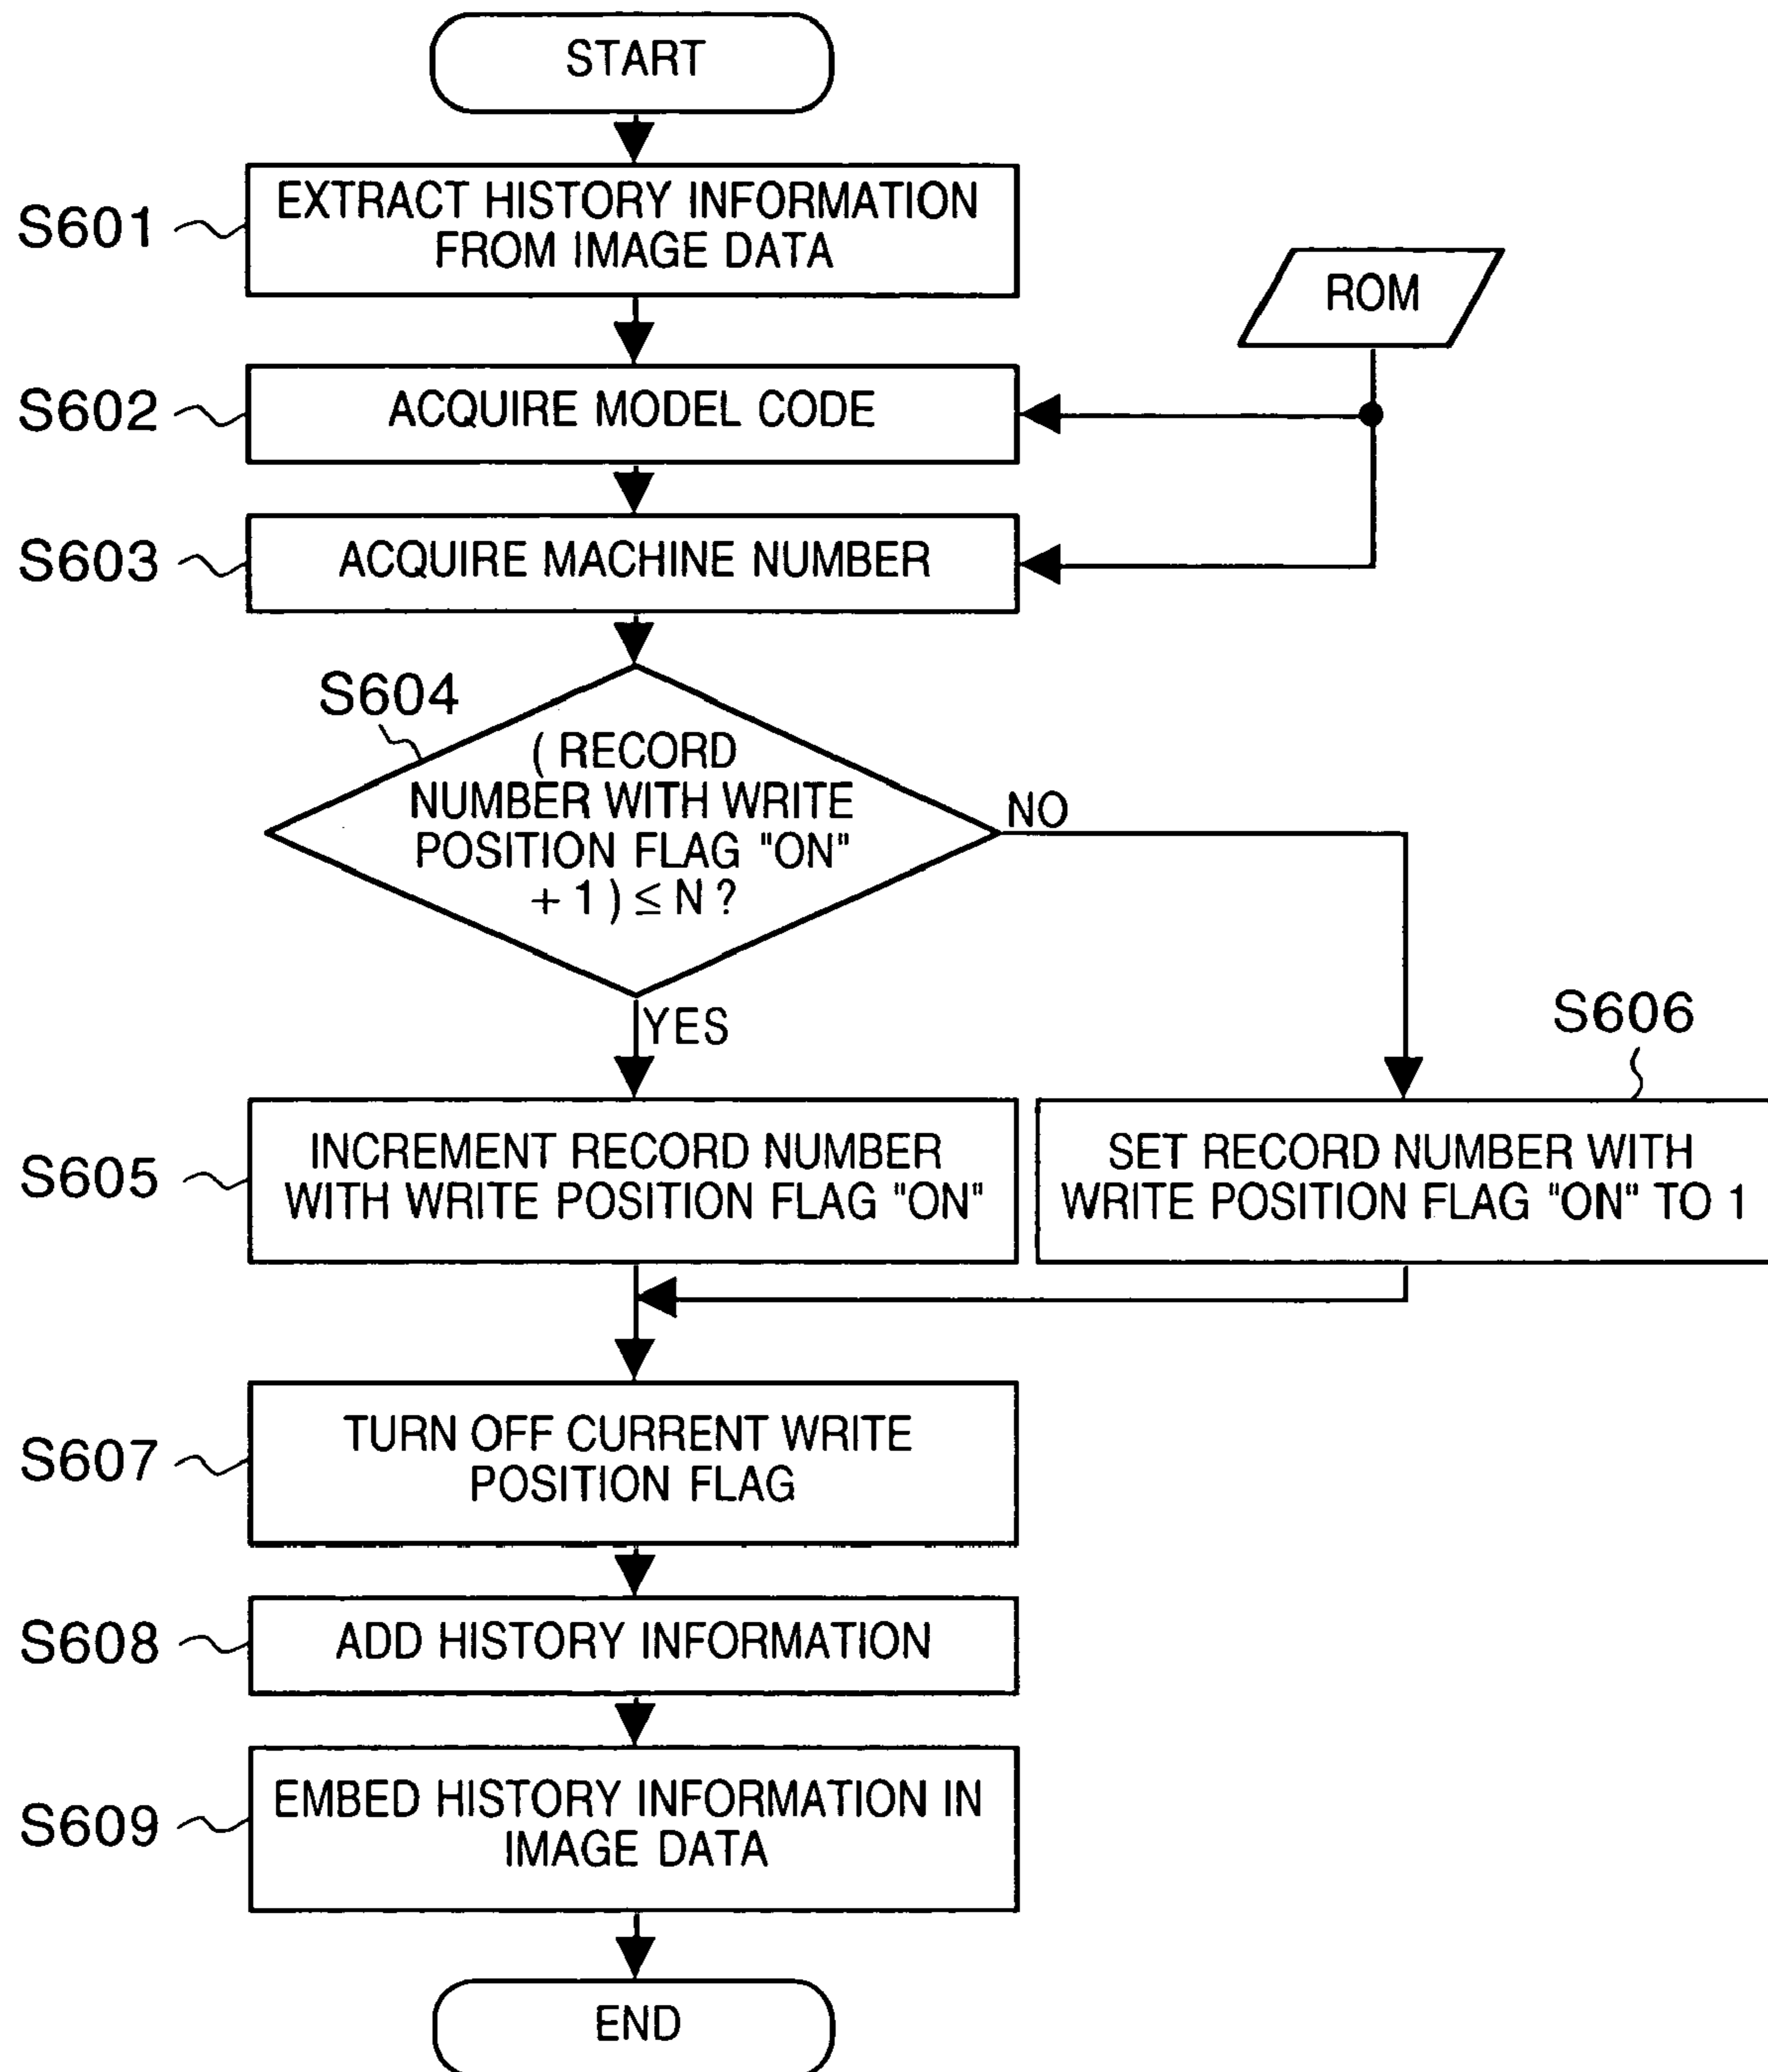 START
S601
EXTRACT HISTORY INFORMATION
FROM IMAGE DATA
ROM
S602
ACQUIRE MODEL CODE
S603
ACQUIRE MACHINE NUMBER
S604
( RECORD
NUMBER WITH WRITE
POSITION FLAG "ON"
+ 1 ) ≤ N ?
NO
YES
S606
S605
INCREMENT RECORD NUMBER
WITH WRITE POSITION FLAG "ON"
SET RECORD NUMBER WITH
WRITE POSITION FLAG "ON" TO 1
S607
TURN OFF CURRENT WRITE
POSITION FLAG
S608
ADD HISTORY INFORMATION
S609
EMBED HISTORY INFORMATION IN
IMAGE DATA
END